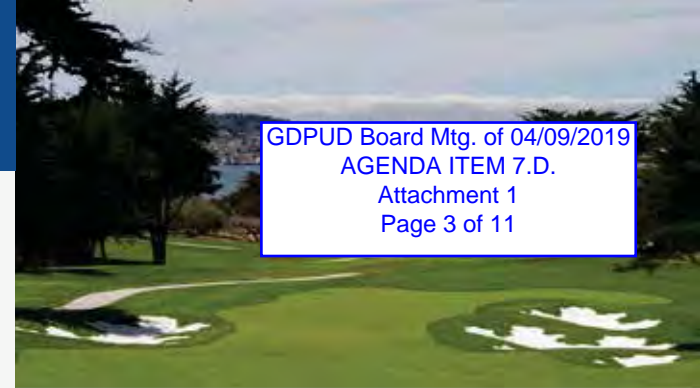 GDPUD Board Mtg. of 04/09/2019
AGENDA ITEM 7.D.
Attachment 1
Page 3 of 11